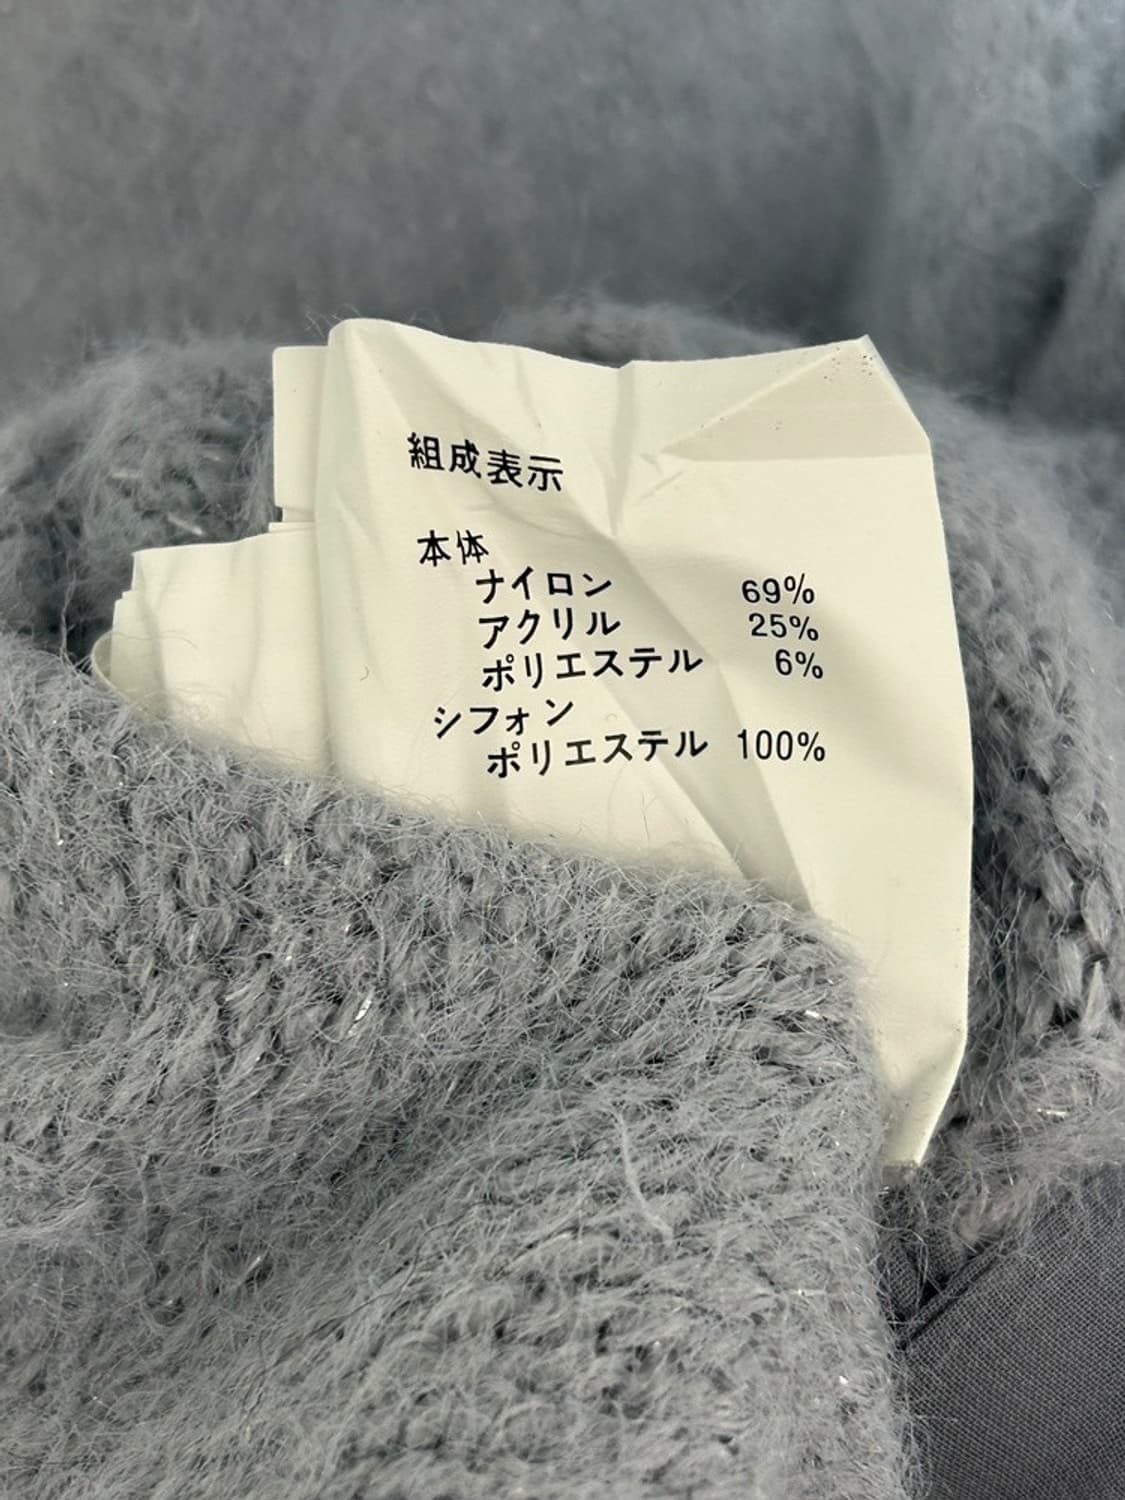 組成表示
本体
ナイロン 69%
アクリル 25%
ポリエステル 6%
シフォン
ポリエステル 100%